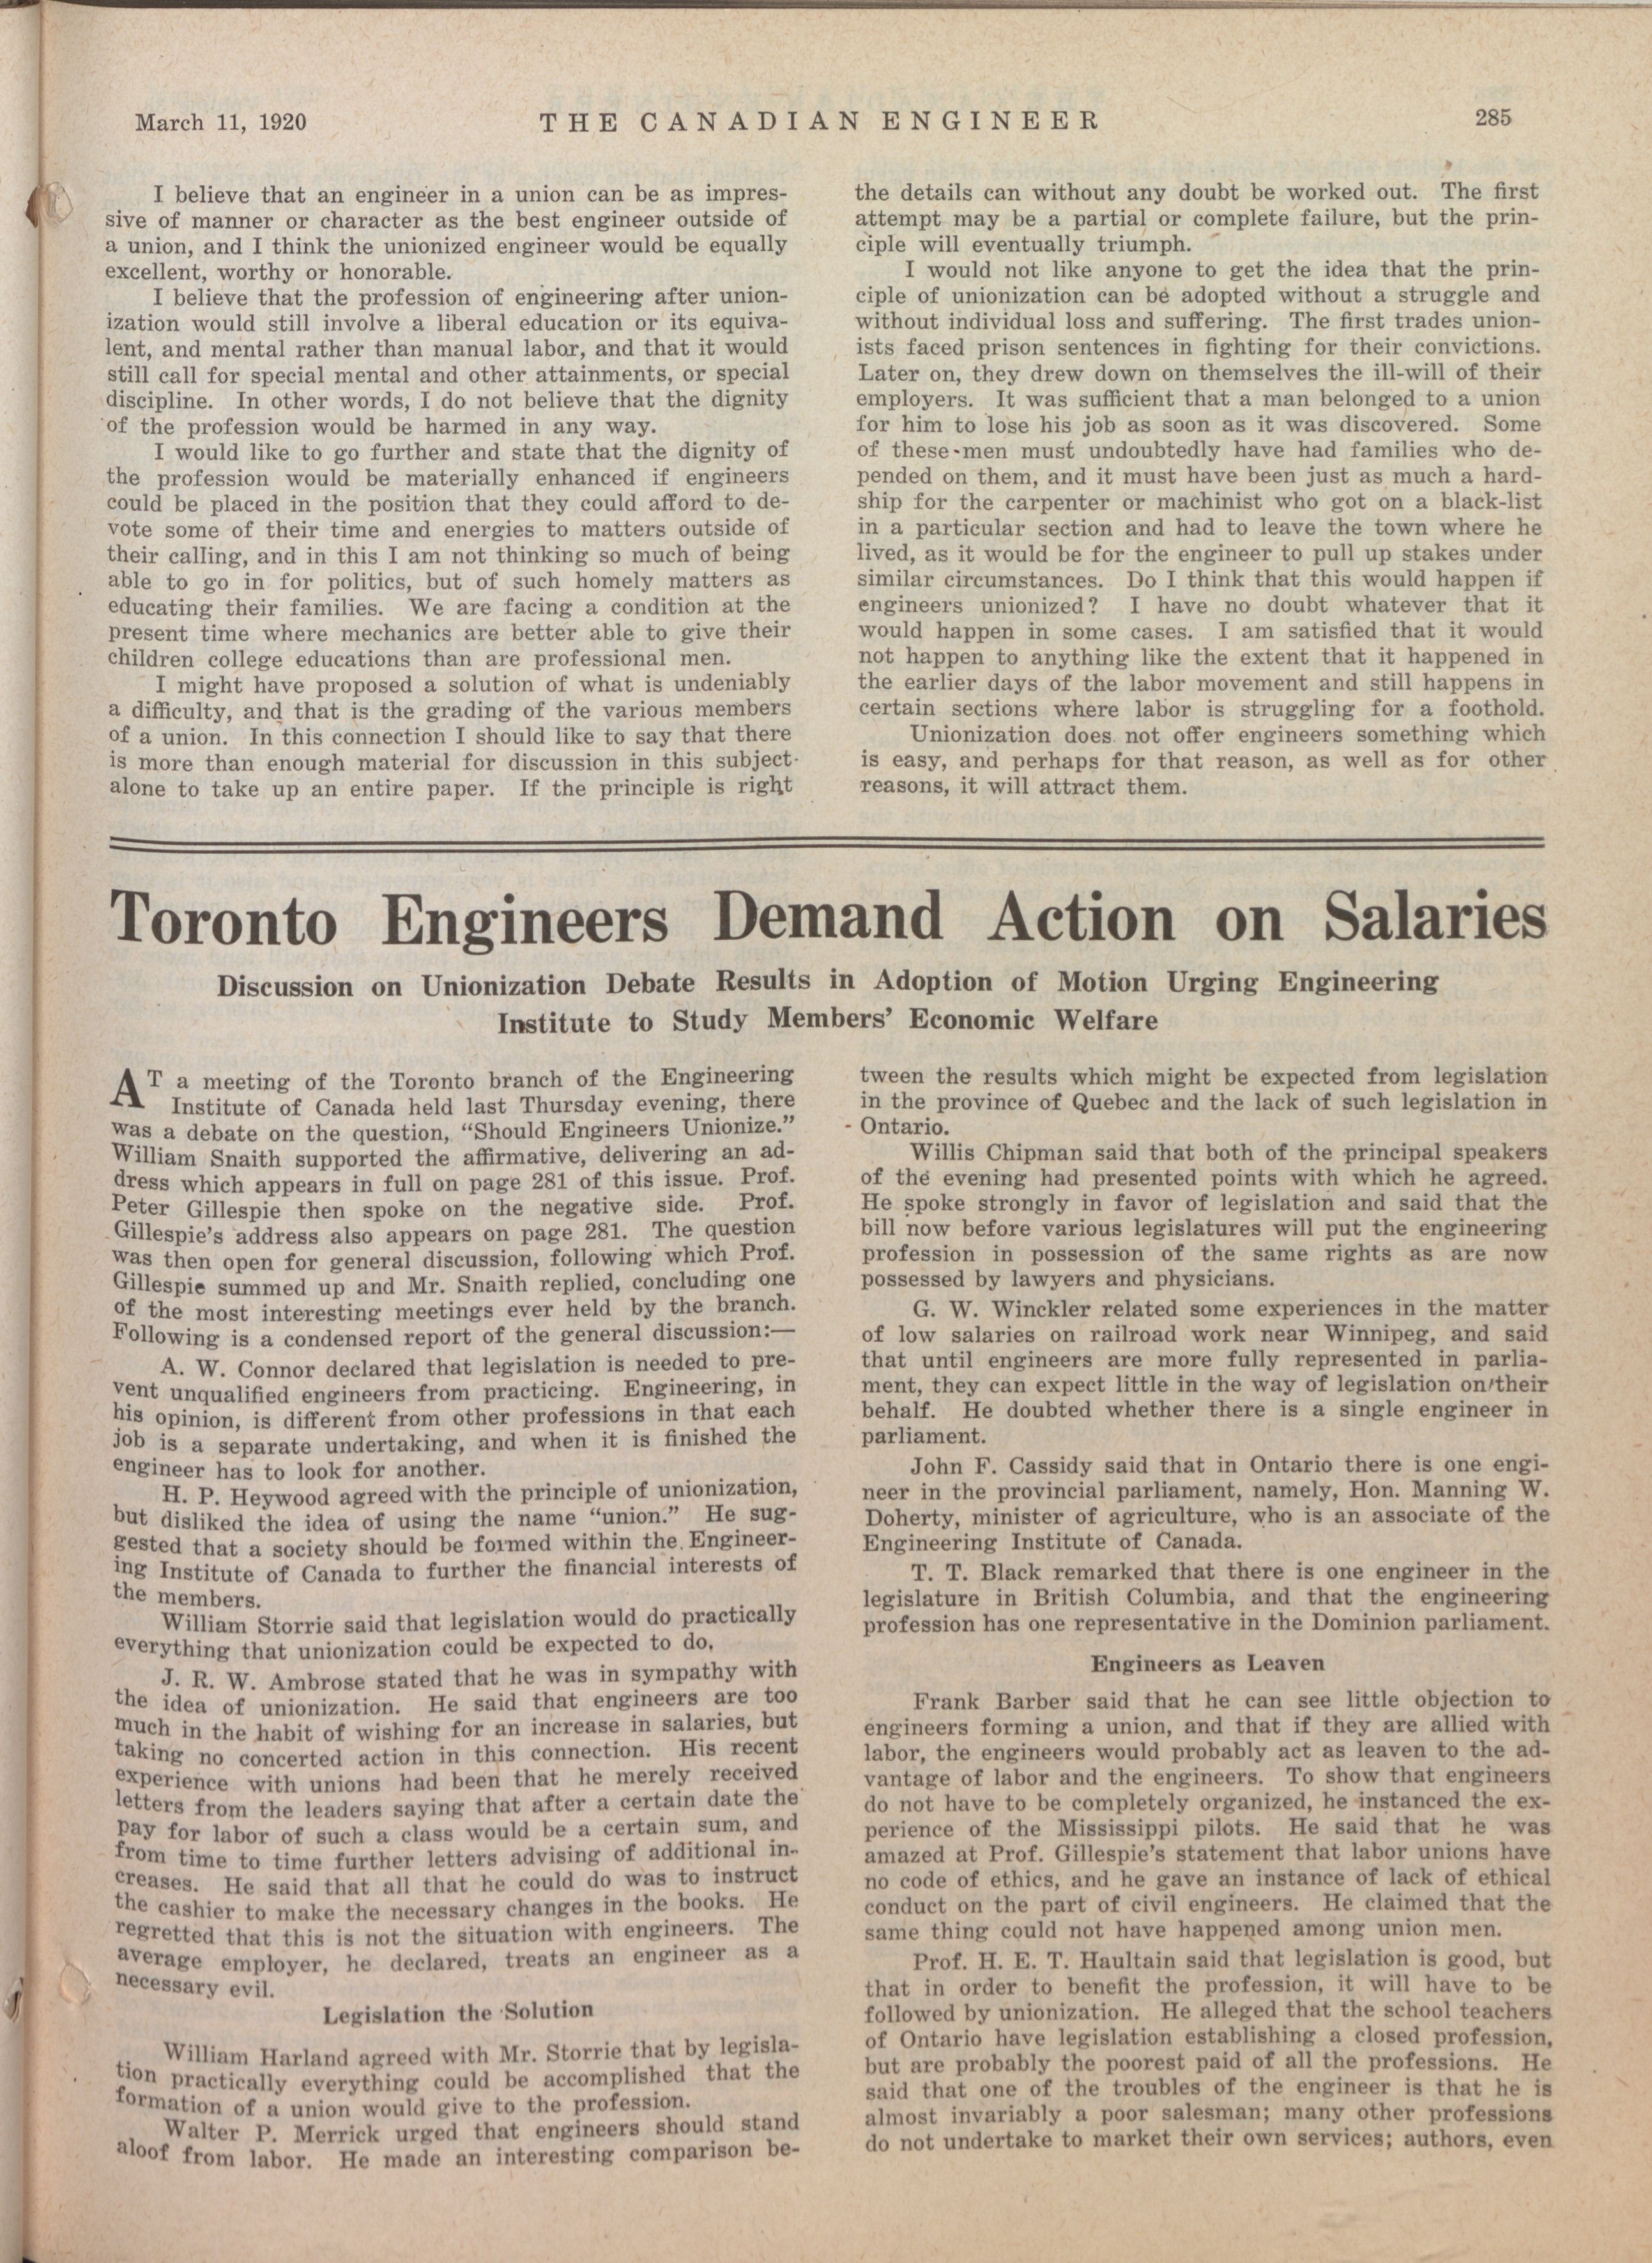 March 11, 1920
THE CANADIAN ENGINEER
285
I believe that an engineer in a union can be as impres-
sive of manner or character as the best engineer outside of
a union, and I think the unionized engineer would be equally
excellent, worthy or honorable.
I believe that the profession of engineering after union-
ization would still involve a liberal education or its equiva-
lent, and mental rather than manual labor, and that it would
still call for special mental and other attainments, or special
discipline. In other words, I do not believe that the dignity
of the profession would be harmed in any way.
I would like to go further and state that the dignity of
the profession would be materially enhanced if engineers
could be placed in the position that they could afford to de-
vote some of their time and energies to matters outside of
their calling, and in this I am not thinking so much of being
able to go in for politics, but of such homely matters as
educating their families. We are facing a condition at the
present time where mechanics are better able to give their
children college educations than are professional men.
I might have proposed a solution of what is undeniably
a difficulty, and that is the grading of the various members
of a union. In this connection I should like to say that there
is more than enough material for discussion in this subject
alone to take up an entire paper. If the principle is right
the details can without any doubt be worked out. The first
attempt may be a partial or complete failure, but the prin-
ciple will eventually triumph.
I would not like anyone to get the idea that the prin-
ciple of unionization can be adopted without a struggle and
without individual loss and suffering. The first trades union-
ists faced prison sentences in fighting for their convictions.
Later on, they drew down on themselves the ill-will of their
employers. It was sufficient that a man belonged to a union
for him to lose his job as soon as it was discovered. Some
of these men must undoubtedly have had families who de-
pended on them, and it must have been just as much a hard-
ship for the carpenter or machinist who got on a black-list
in a particular section and had to leave the town where he
lived, as it would be for the engineer to pull up stakes under
similar circumstances. Do I think that this would happen if
engineers unionized? I have no doubt whatever that it
would happen in some cases. I am satisfied that it would
not happen to anything like the extent that it happened in
the earlier days of the labor movement and still happens in
certain sections where labor is struggling for a foothold.
Unionization does not offer engineers something which
is easy, and perhaps for that reason, as well as for other
reasons, it will attract them.
Toronto Engineers Demand Action on Salaries
Discussion on Unionization Debate Results in Adoption of Motion Urging Engineering
Institute to Study Members' Economic Welfare
AT a meeting of the Toronto branch of the Engineering
Institute of Canada held last Thursday evening, there
was a debate on the question, "Should Engineers Unionize."
William Snaith supported the affirmative, delivering an ad-
dress which appears in full on page 281 of this issue. Prof.
Peter Gillespie then spoke on the negative side. Prof.
Gillespie's address also appears on page 281. The question
was then open for general discussion, following which Prof.
Gillespie summed up and Mr. Snaith replied, concluding one
of the most interesting meetings ever held by the branch.
Following is a condensed report of the general discussion:—
A. W. Connor declared that legislation is needed to pre-
vent unqualified engineers from practicing. Engineering, in
his opinion, is different from other professions in that each
job is a separate undertaking, and when it is finished the
engineer has to look for another.
H. P. Heywood agreed with the principle of unionization,
but disliked the idea of using the name "union." He sug-
gested that a society should be formed within the Engineer-
ing Institute of Canada to further the financial interests of
the members.
William Storrie said that legislation would do practically
everything that unionization could be expected to do.
J. R. W. Ambrose stated that he was in sympathy with
the idea of unionization. He said that engineers are too
much in the habit of wishing for an increase in salaries, but
taking no concerted action in this connection. His recent
experience with unions had been that he merely received
letters from the leaders saying that after a certain date the
pay for labor of such a class would be a certain sum, and
from time to time further letters advising of additional in-
creases. He said that all that he could do was to instruct
the cashier to make the necessary changes in the books. He
regretted that this is not the situation with engineers. The
average employer, he declared, treats an engineer as a
necessary evil.
Legislation the Solution
William Harland agreed with Mr. Storrie that by legisla-
tion practically everything could be accomplished that the
formation of a union would give to the profession.
Walter P. Merrick urged that engineers should stand
aloof from labor. He made an interesting comparison be-
tween the results which might be expected from legislation
in the province of Quebec and the lack of such legislation in
Ontario.
Willis Chipman said that both of the principal speakers
of the evening had presented points with which he agreed.
He spoke strongly in favor of legislation and said that the
bill now before various legislatures will put the engineering
profession in possession of the same rights as are now
possessed by lawyers and physicians.
G. W. Winckler related some experiences in the matter
of low salaries on railroad work near Winnipeg, and said
that until engineers are more fully represented in parlia-
ment, they can expect little in the way of legislation on their
behalf. He doubted whether there is a single engineer in
parliament.
John F. Cassidy said that in Ontario there is one engi-
neer in the provincial parliament, namely, Hon. Manning W.
Doherty, minister of agriculture, who is an associate of the
Engineering Institute of Canada.
T. T. Black remarked that there is one engineer in the
legislature in British Columbia, and that the engineering
profession has one representative in the Dominion parliament.
Engineers as Leaven
Frank Barber said that he can see little objection to
engineers forming a union, and that if they are allied with
labor, the engineers would probably act as leaven to the ad-
vantage of labor and the engineers. To show that engineers
do not have to be completely organized, he instanced the ex-
perience of the Mississippi pilots. He said that he was
amazed at Prof. Gillespie's statement that labor unions have
no code of ethics, and he gave an instance of lack of ethical
conduct on the part of civil engineers. He claimed that the
same thing could not have happened among union men.
Prof. H. E. T. Haultain said that legislation is good, but
that in order to benefit the profession, it will have to be
followed by unionization. He alleged that the school teachers
of Ontario have legislation establishing a closed profession,
but are probably the poorest paid of all the professions. He
said that one of the troubles of the engineer is that he is
almost invariably a poor salesman; many other professions
do not undertake to market their own services; authors, even